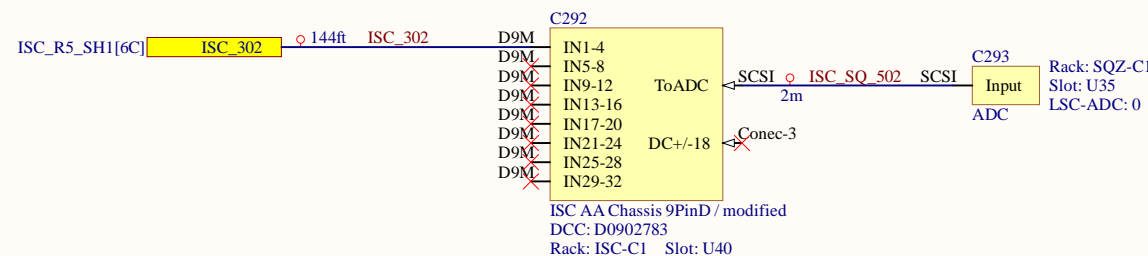 C292
ISC_R5_SH1[6C] ISC_302 144ft ISC_302 D9M IN1-4
D9M IN5-8
D9M IN9-12 ToADC SCSI ISC_SQ_502 SCSI
D9M IN13-16 2m
D9M IN17-20
D9M IN21-24 DC+/-18 Conec-3
D9M IN25-28
D9M IN29-32
C293
Input
ADC
Rack: SQZ-C1
Slot: U35
LSC-ADC: 0
ISC AA Chassis 9PinD / modified
DCC: D0902783
Rack: ISC-C1 Slot: U40